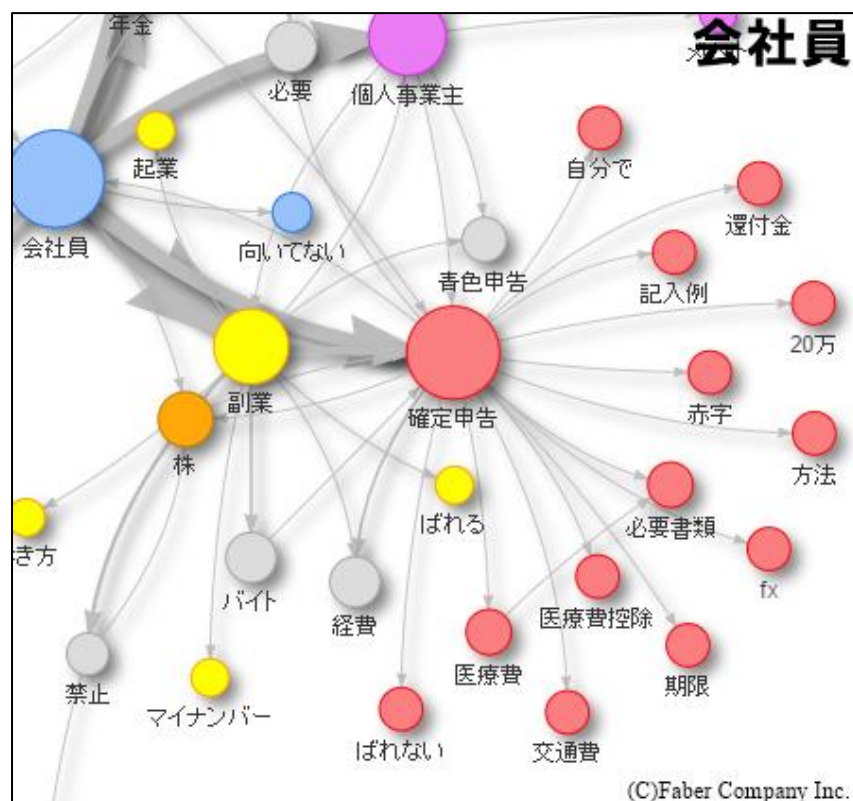 年金
会社員
必要
個人事業主
起業
自分で
還付金
会社員
向いてない
青色申告
記入例
20万
副業
確定申告
赤字
株
方法
ばれる
必要書類
き方
バイト
経費
医療費控除
fx
禁止
医療費
期限
マイナンバー
ばれない
交通費
(C)Faber Company Inc.